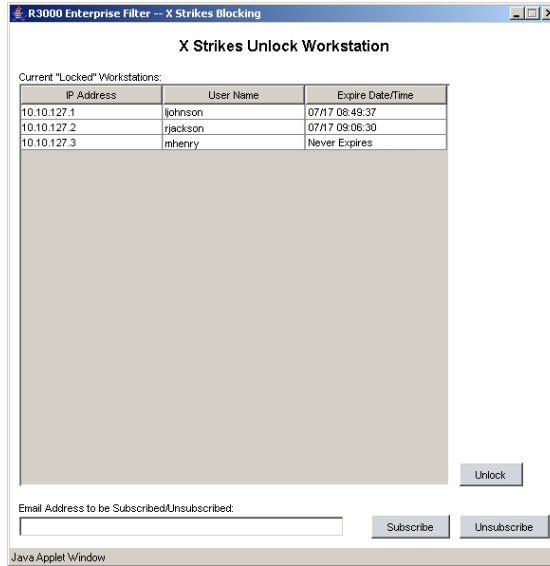 R3000 Enterprise Filter -- X Strikes Blocking
X Strikes Unlock Workstation
Current "Locked" Workstations:
IP Address User Name Expire Date/Time
10.10.127.1 ljohnson 07/17 08:49:37
10.10.127.2 rjackson 07/17 09:06:30
10.10.127.3 mhenry Never Expires
Unlock
Email Address to be Subscribed/Unsubscribed:
Subscribe Unsubscribe
Java Applet Window